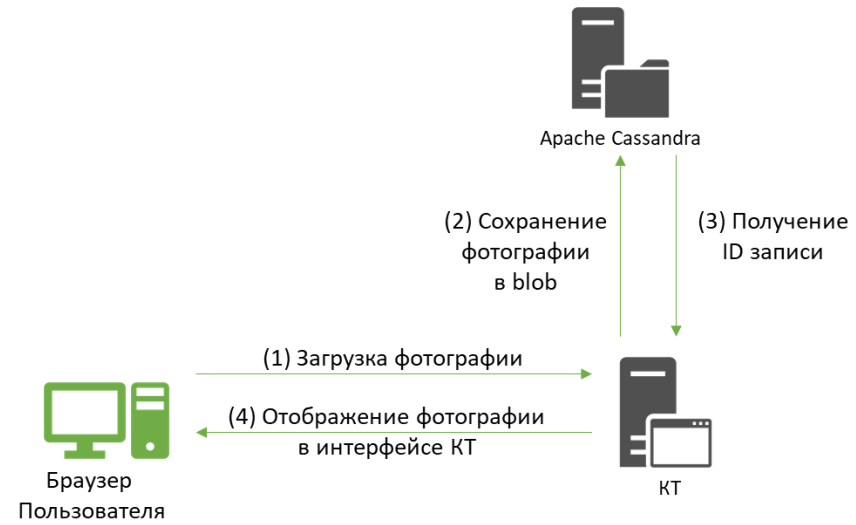 Apache Cassandra
(2) Сохранение
фотографии
в blob
(3) Получение
ID записи
(1) Загрузка фотографии
(4) Отображение фотографии
в интерфейсе КТ
Браузер
Пользователя
КТ